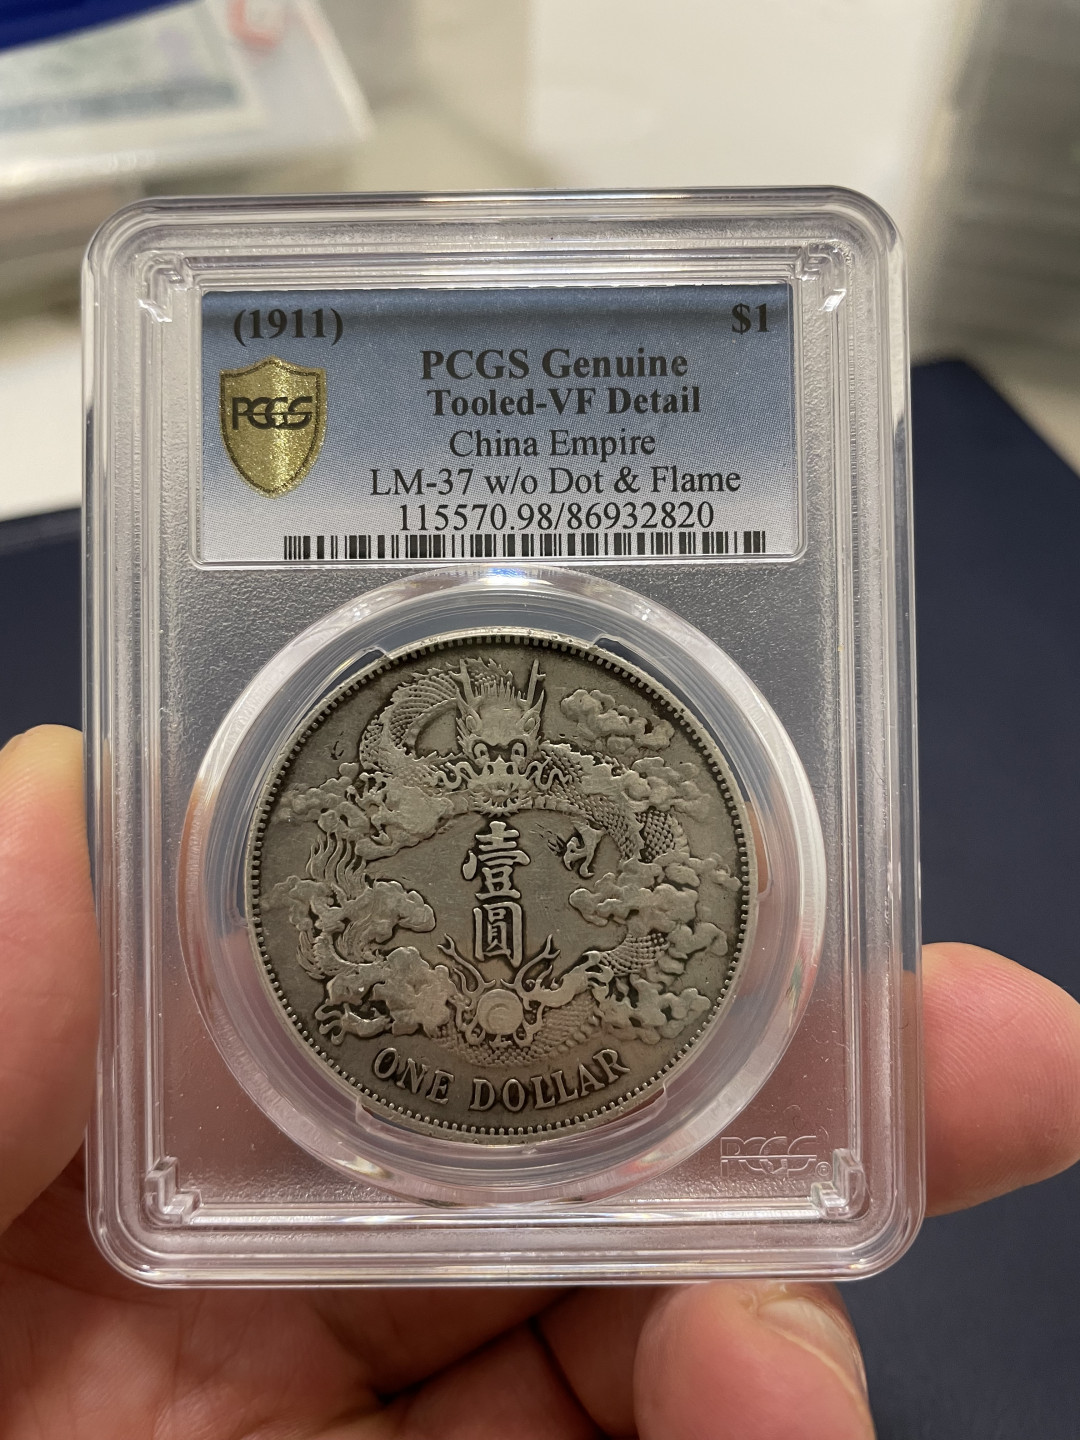 (1911) $1
PCGS Genuine
PCGS Tooled-VF Detail
China Empire
LM-37 w/o Dot & Flame
115570.98/86932820
壹
圓
ONE DOLLAR
PCGS®